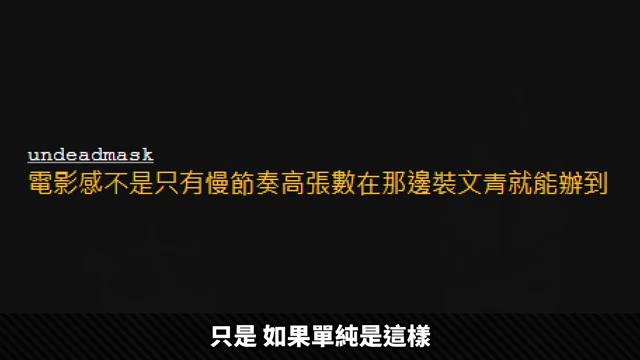 undeadmask
電影感不是只有慢節奏高張數在那邊裝文青就能辦到
只是 如果單純是這樣